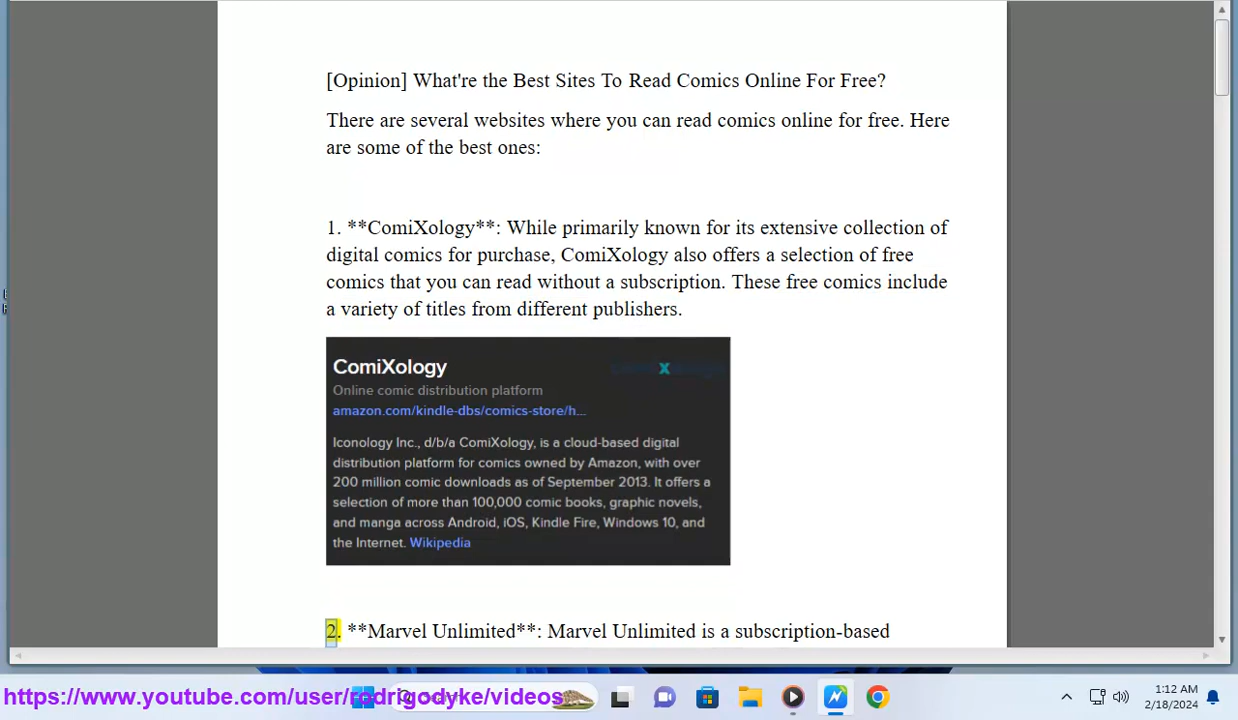 [Opinion] What're the Best Sites To Read Comics Online For Free?
There are several websites where you can read comics online for free. Here
are some of the best ones:
1. **ComiXology**: While primarily known for its extensive collection of
digital comics for purchase, ComiXology also offers a selection of free
comics that you can read without a subscription. These free comics include
a variety of titles from different publishers.
ComiXology
Online comic distribution platform
amazon.com/kindle-dbs/comics-store/h...
Iconology Inc., d/b/a ComiXology, is a cloud-based digital
distribution platform for comics owned by Amazon, with over
200 million comic downloads as of September 2013. It offers a
selection of more than 100,000 comic books, graphic novels,
and manga across Android, iOS, Kindle Fire, Windows 10, and
the Internet. Wikipedia
2. **Marvel Unlimited**: Marvel Unlimited is a subscription-based
https://www.youtube.com/user/rodrigodyke/videos
1:12 AM
2/18/2024